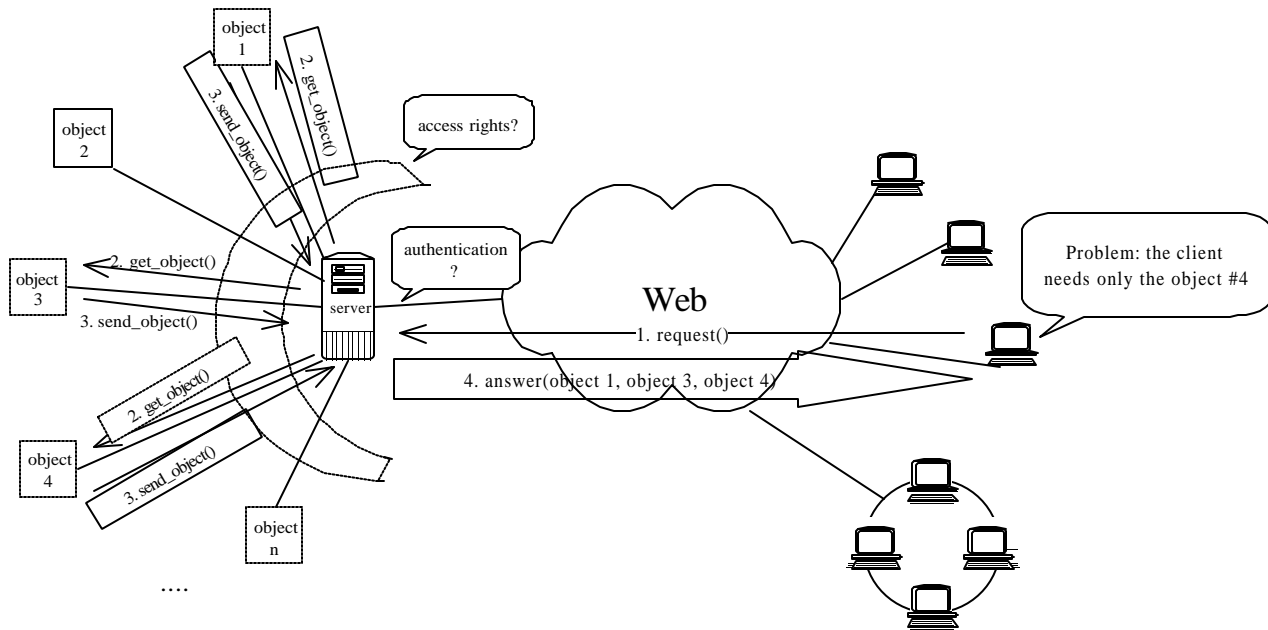 object
1
2. get_object()
3. send_object()
access rights?
object
2
authentication
?
2. get_object()
object
3
server
3. send_object()
Web
Problem: the client
needs only the object #4
1. request()
4. answer(object 1, object 3, object 4)
2. get_object()
object
4
3. send_object()
object
n
....